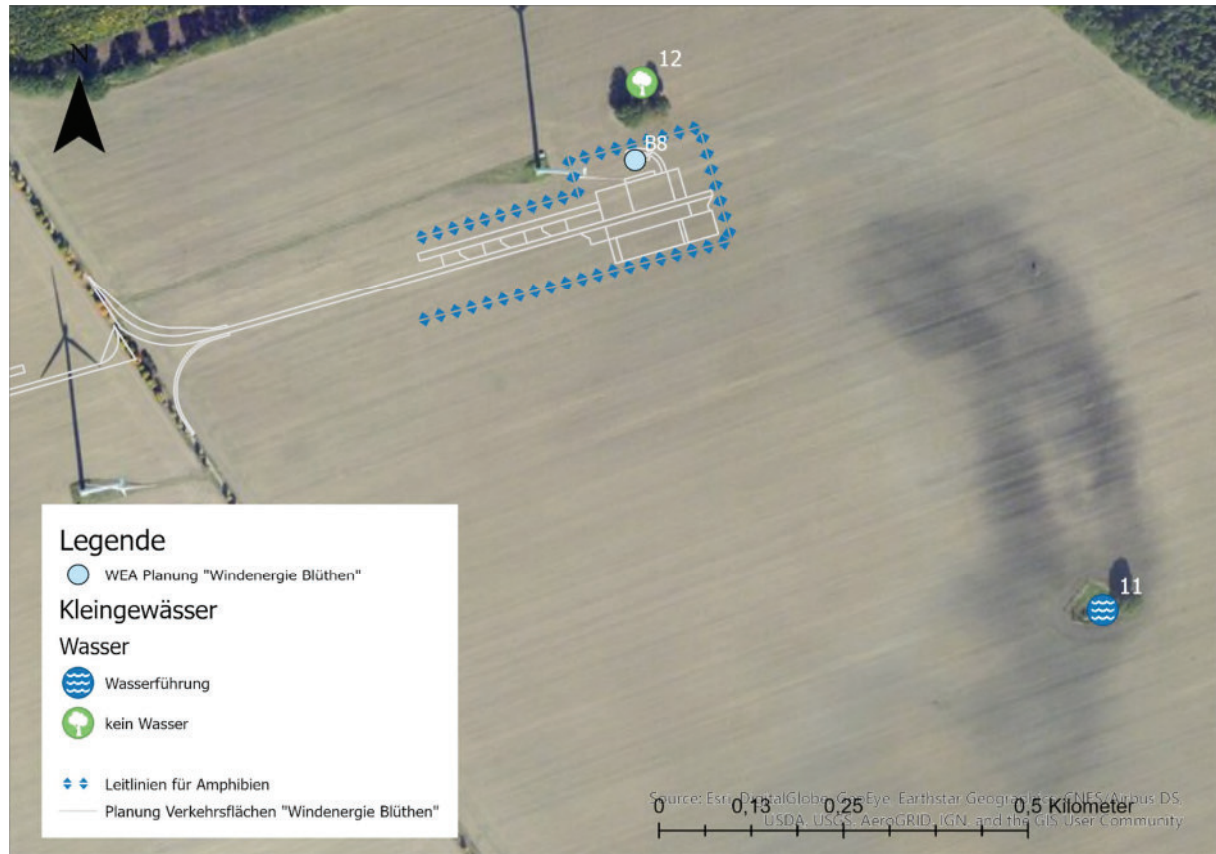 N
12
B8
11
Legende
WEA Planung "Windenergie Blüthen"
Kleingewässer
Wasser
Wasserführung
kein Wasser
Leitlinien für Amphibien
Planung Verkehrsflächen "Windenergie Blüthen"
0 0,13 0,25 0,5 Kilometer
Source: Esri, DigitalGlobe, GeoEye, Earthstar Geographics, CNES/Airbus DS,
USDA, USGS, AeroGRID, IGN, and the GIS User Community